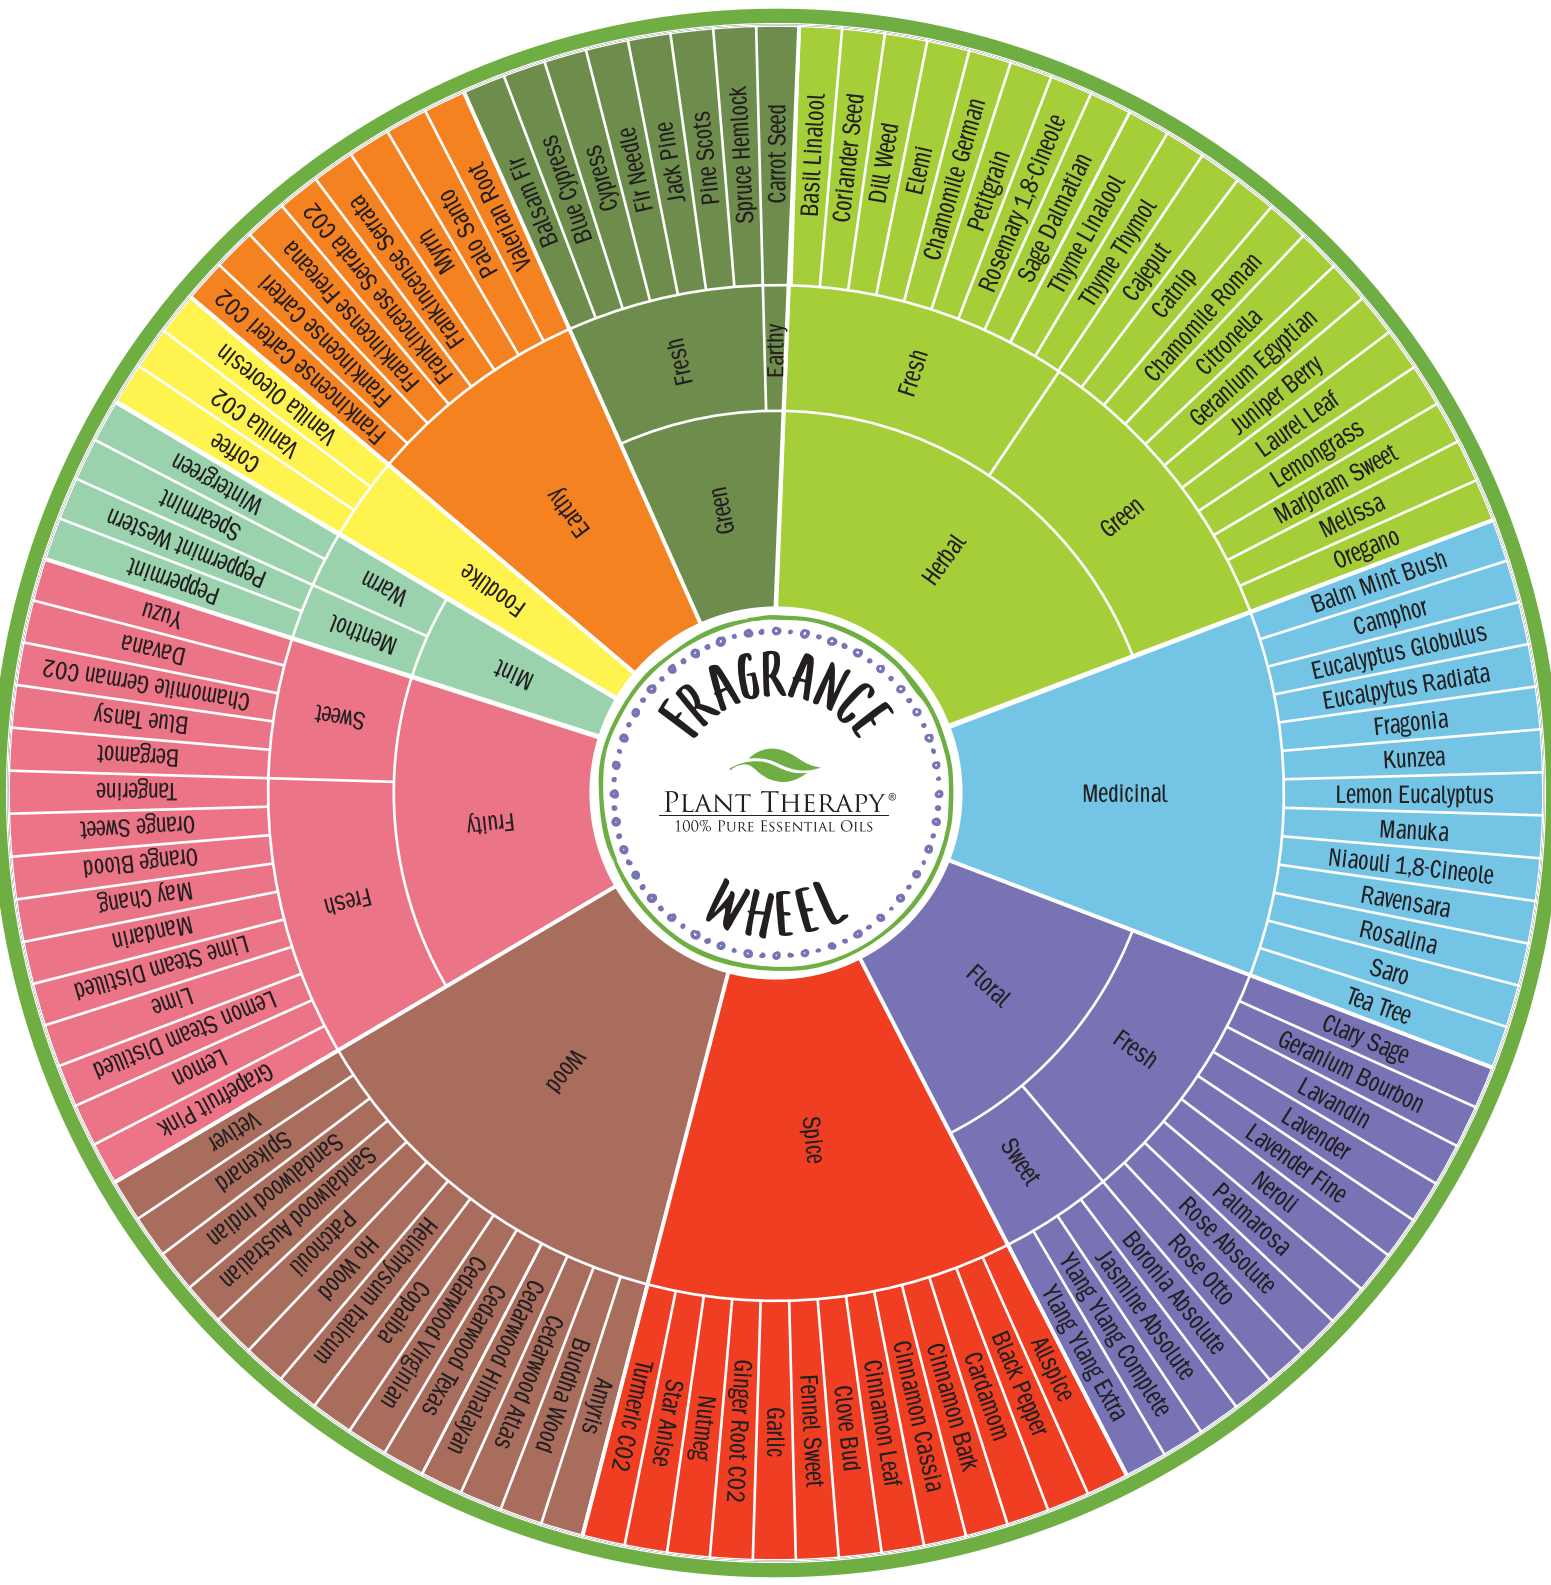 FRAGRANCE
PLANT THERAPY®
100% PURE ESSENTIAL OILS
WHEEL
Herbal
Fresh
Basil Linalool
Coriander Seed
Dill Weed
Elemi
Chamomile German
Petitgrain
Rosemary 1,8-Cineole
Sage Dalmatian
Thyme Linalool
Thyme Thymol
Green
Cajeput
Catnip
Chamomile Roman
Citronella
Geranium Egyptian
Juniper Berry
Laurel Leaf
Lemongrass
Marjoram Sweet
Melissa
Oregano
Medicinal
Balm Mint Bush
Camphor
Eucalyptus Globulus
Eucalpytus Radiata
Fragonia
Kunzea
Lemon Eucalyptus
Manuka
Niaouli 1,8-Cineole
Ravensara
Rosalina
Saro
Tea Tree
Floral
Fresh
Clary Sage
Geranium Bourbon
Lavandin
Lavender
Lavender Fine
Neroli
Palmarosa
Rose Absolute
Rose Otto
Sweet
Boronia Absolute
Jasmine Absolute
Ylang Ylang Complete
Ylang Ylang Extra
Spice
Allspice
Black Pepper
Cardamom
Cinnamon Bark
Cinnamon Cassia
Cinnamon Leaf
Clove Bud
Fennel Sweet
Garlic
Ginger Root CO2
Nutmeg
Star Anise
Turmeric CO2
Wood
Amyris
Buddha Wood
Cedarwood Atlas
Cedarwood Himalayan
Cedarwood Texas
Cedarwood Virginian
Copaiba
Helichrysum Italicum
Ho Wood
Patchouli
Sandalwood Australian
Sandalwood Indian
Spikenard
Vetiver
Fruity
Fresh
Grapefruit Pink
Lemon
Lemon Steam Distilled
Lime
Lime Steam Distilled
Mandarin
May Chang
Orange Blood
Orange Sweet
Tangerine
Sweet
Bergamot
Blue Tansy
Chamomile German CO2
Davana
Yuzu
Mint
Menthol
Peppermint
Peppermint Western
Warm
Spearmint
Wintergreen
Foodlike
Coffee
Vanilla CO2
Vanilla Oleoresin
Earthy
Frankincense Carteri CO2
Frankincense Carteri
Frankincense Frereana
Frankincense Serrata CO2
Frankincense Serrata
Myrrh
Palo Santo
Valerian Root
Green
Fresh
Balsam Fir
Blue Cypress
Cypress
Fir Needle
Jack Pine
Pine Scots
Spruce Hemlock
Earthy
Carrot Seed